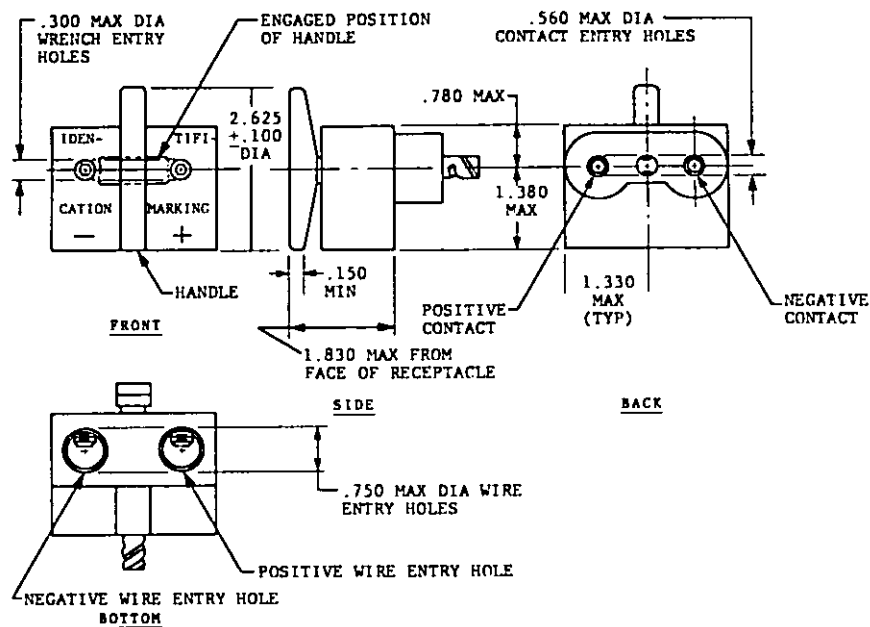 .300 MAX DIA
WRENCH ENTRY
HOLES
ENGAGED POSITION
OF HANDLE
.560 MAX DIA
CONTACT ENTRY HOLES
2.625
+.100
-
DIA
.780 MAX
IDEN-
TIFI-
CATION
MARKING
-
+
1.380
MAX
HANDLE
.150
MIN
1.330
MAX
(TYP)
POSITIVE
CONTACT
NEGATIVE
CONTACT
FRONT
1.830 MAX FROM
FACE OF RECEPTACLE
SIDE
BACK
.750 MAX DIA WIRE
ENTRY HOLES
POSITIVE WIRE ENTRY HOLE
NEGATIVE WIRE ENTRY HOLE
BOTTOM